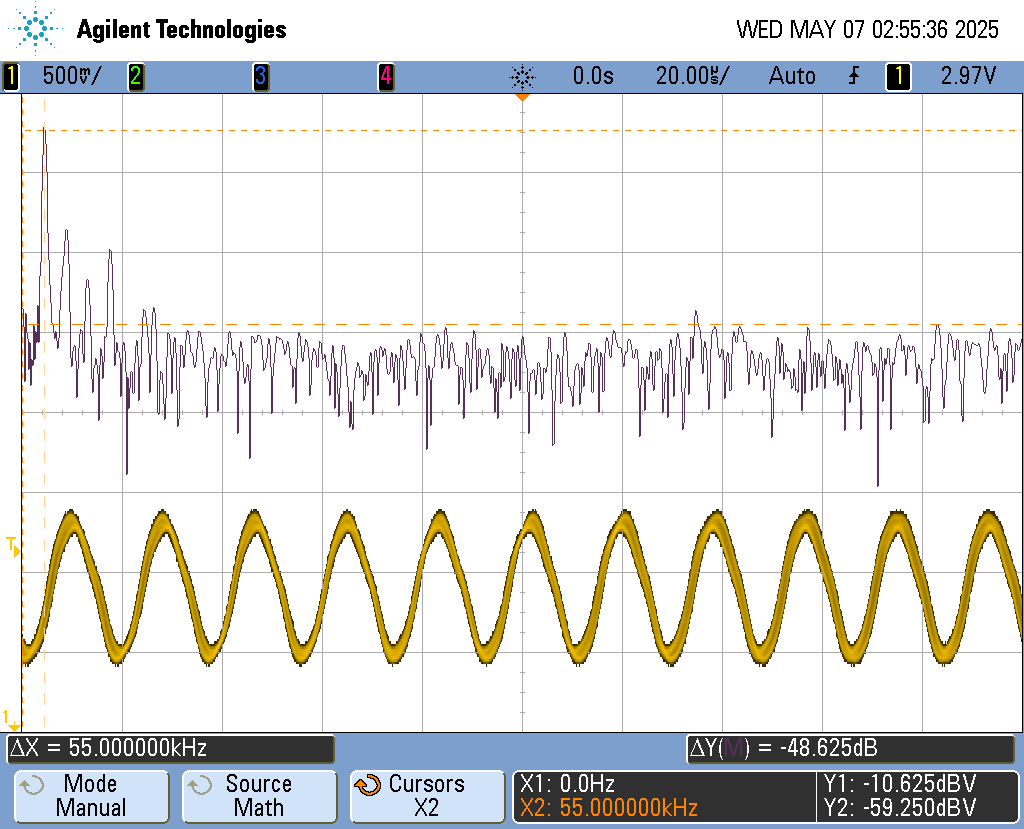 Agilent Technologies WED MAY 07 02:55:36 2025
1 500mV/ 2 3 4 0.0s 20.00µs/ Auto 1 2.97V
T
1
ΔX = 55.000000kHz ΔY(M) = -48.625dB
Mode Source Cursors X1: 0.0Hz Y1: -10.625dBV
Manual Math X2 X2: 55.000000kHz Y2: -59.250dBV